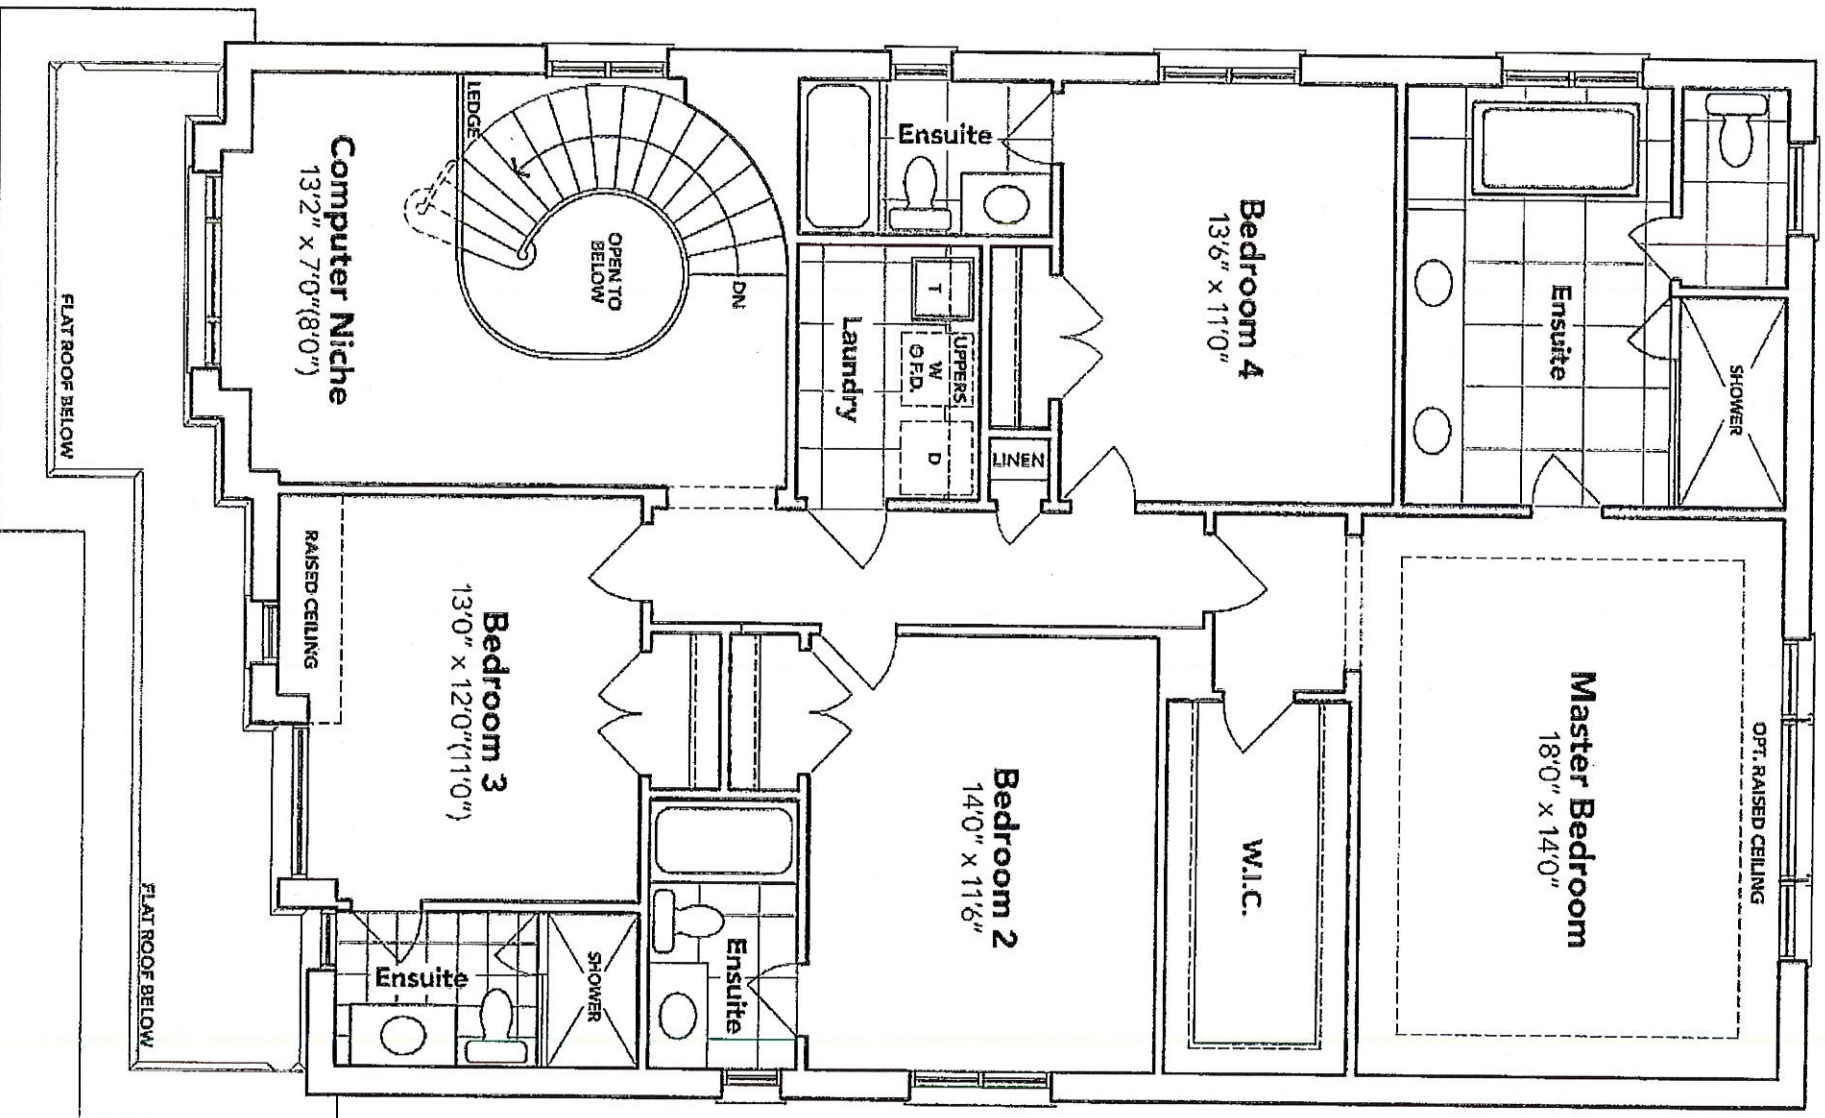 LEDGE
Computer Niche
13'2" x 7'0"(8'0")
OPEN TO
BELOW
DN
FLAT ROOF BELOW
Ensuite
Bedroom 4
13'6" x 11'0"
T
UPPERS
W
F.D.
D
Laundry
LINEN
Ensuite
SHOWER
RAISED CEILING
Bedroom 3
13'0" x 12'0"(11'0")
Bedroom 2
14'0" x 11'6"
W.I.C.
Master Bedroom
18'0" x 14'0"
OPT. RAISED CEILING
Ensuite
SHOWER
Ensuite
FLAT ROOF BELOW